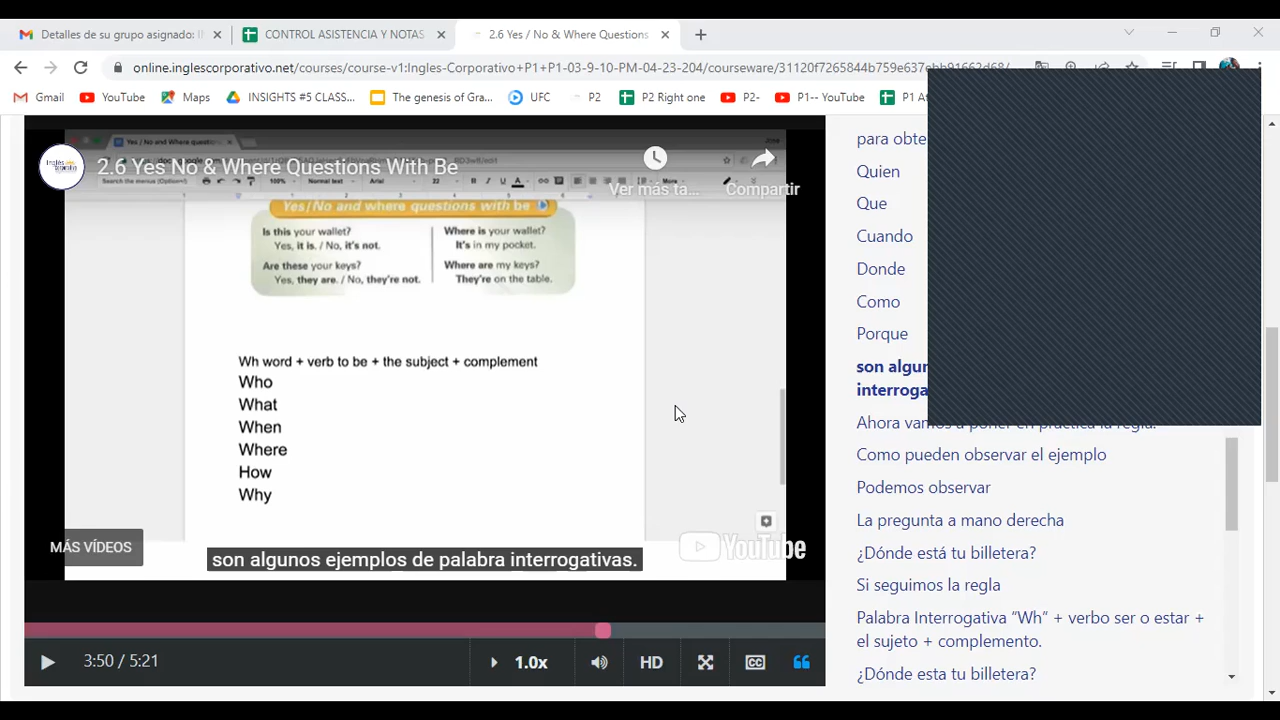 Detalles de su grupo asignado:
CONTROL ASISTENCIA Y NOTAS
2.6 Yes / No & Where Questions
online.inglescorporativo.net/courses/course-v1:Ingles-Corporativo+P1+P1-03-9-10-PM-04-23-204/courseware/
Gmail
YouTube
Maps
INSIGHTS #5 CLASS...
The genesis of Gra...
UFC
P2
P2 Right one
P2-
P1-- YouTube
P1
2.6 Yes No & Where Questions With Be
Ver más ta...
Compartir
Yes/No and where questions with be
Is this your wallet?
Yes, it is. / No, it's not.
Are these your keys?
Yes, they are. / No, they're not.
Where is your wallet?
It's in my pocket.
Where are my keys?
They're on the table.
Wh word + verb to be + the subject + complement
Who
What
When
Where
How
Why
MÁS VÍDEOS
YouTube
son algunos ejemplos de palabra interrogativas.
3:50 / 5:21
1.0x
HD
CC
para obte
Quien
Que
Cuando
Donde
Como
Porque
son algun
interroga
Ahora vamos a poner en practica la regla.
Como pueden observar el ejemplo
Podemos observar
La pregunta a mano derecha
¿Dónde está tu billetera?
Si seguimos la regla
Palabra Interrogativa “Wh” + verbo ser o estar +
el sujeto + complemento.
¿Dónde esta tu billetera?